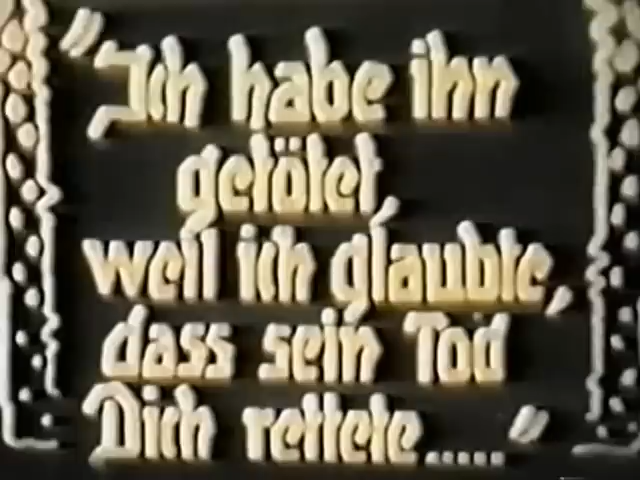 "Ich habe ihn
getötet,
weil ich glaubte,
dass sein Tod
Dich rettete....."